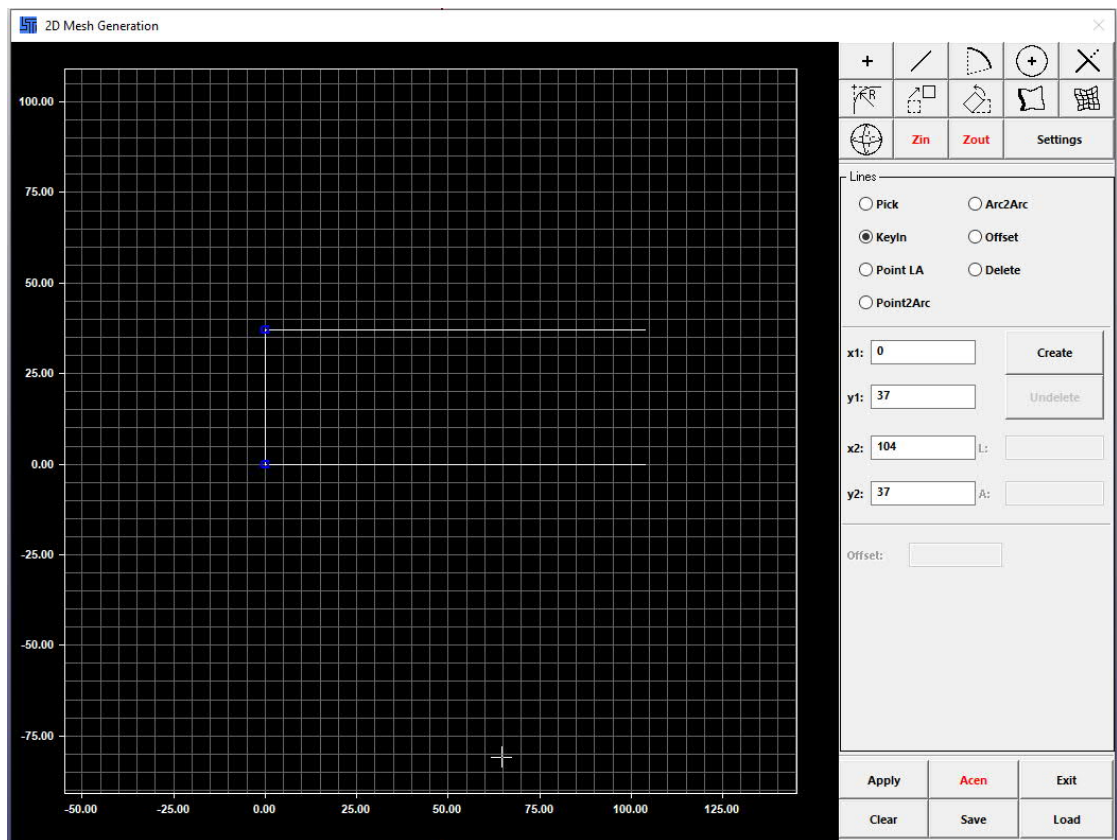 2D Mesh Generation
100.00
75.00
50.00
25.00
0.00
-25.00
-50.00
-75.00
-50.00 -25.00 0.00 25.00 50.00 75.00 100.00 125.00
R
Zin Zout Settings
Lines
Pick Arc2Arc
KeyIn Offset
Point LA Delete
Point2Arc
x1: 0 Create
y1: 37 Undelete
x2: 104 L:
y2: 37 A:
Offset:
Apply Acen Exit
Clear Save Load